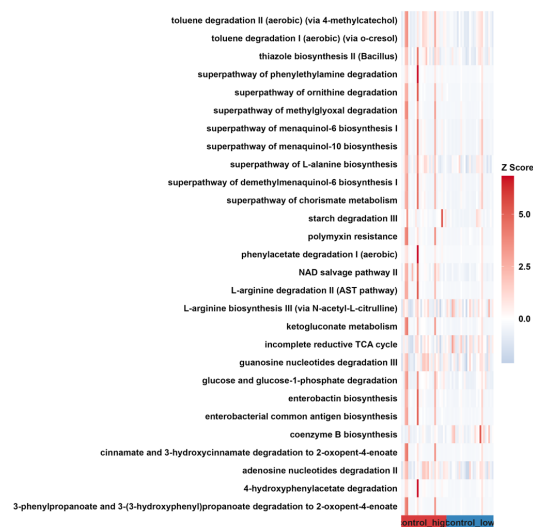 toluene degradation II (aerobic) (via 4-methylcatechol)
toluene degradation I (aerobic) (via o-cresol)
thiazole biosynthesis II (Bacillus)
superpathway of phenylethylamine degradation
superpathway of ornithine degradation
superpathway of methylglyoxal degradation
superpathway of menaquinol-6 biosynthesis I
superpathway of menaquinol-10 biosynthesis
superpathway of L-alanine biosynthesis
superpathway of demethylmenaquinol-6 biosynthesis I
superpathway of chorismate metabolism
starch degradation III
polymyxin resistance
phenylacetate degradation I (aerobic)
NAD salvage pathway II
L-arginine degradation II (AST pathway)
L-arginine biosynthesis III (via N-acetyl-L-citrulline)
ketogluconate metabolism
incomplete reductive TCA cycle
guanosine nucleotides degradation III
glucose and glucose-1-phosphate degradation
enterobactin biosynthesis
enterobacterial common antigen biosynthesis
coenzyme B biosynthesis
cinnamate and 3-hydroxycinnamate degradation to 2-oxopent-4-enoate
adenosine nucleotides degradation II
4-hydroxyphenylacetate degradation
3-phenylpropanoate and 3-(3-hydroxyphenyl)propanoate degradation to 2-oxopent-4-enoate
ontrol_hig control_low
Z Score
5.0
2.5
0.0